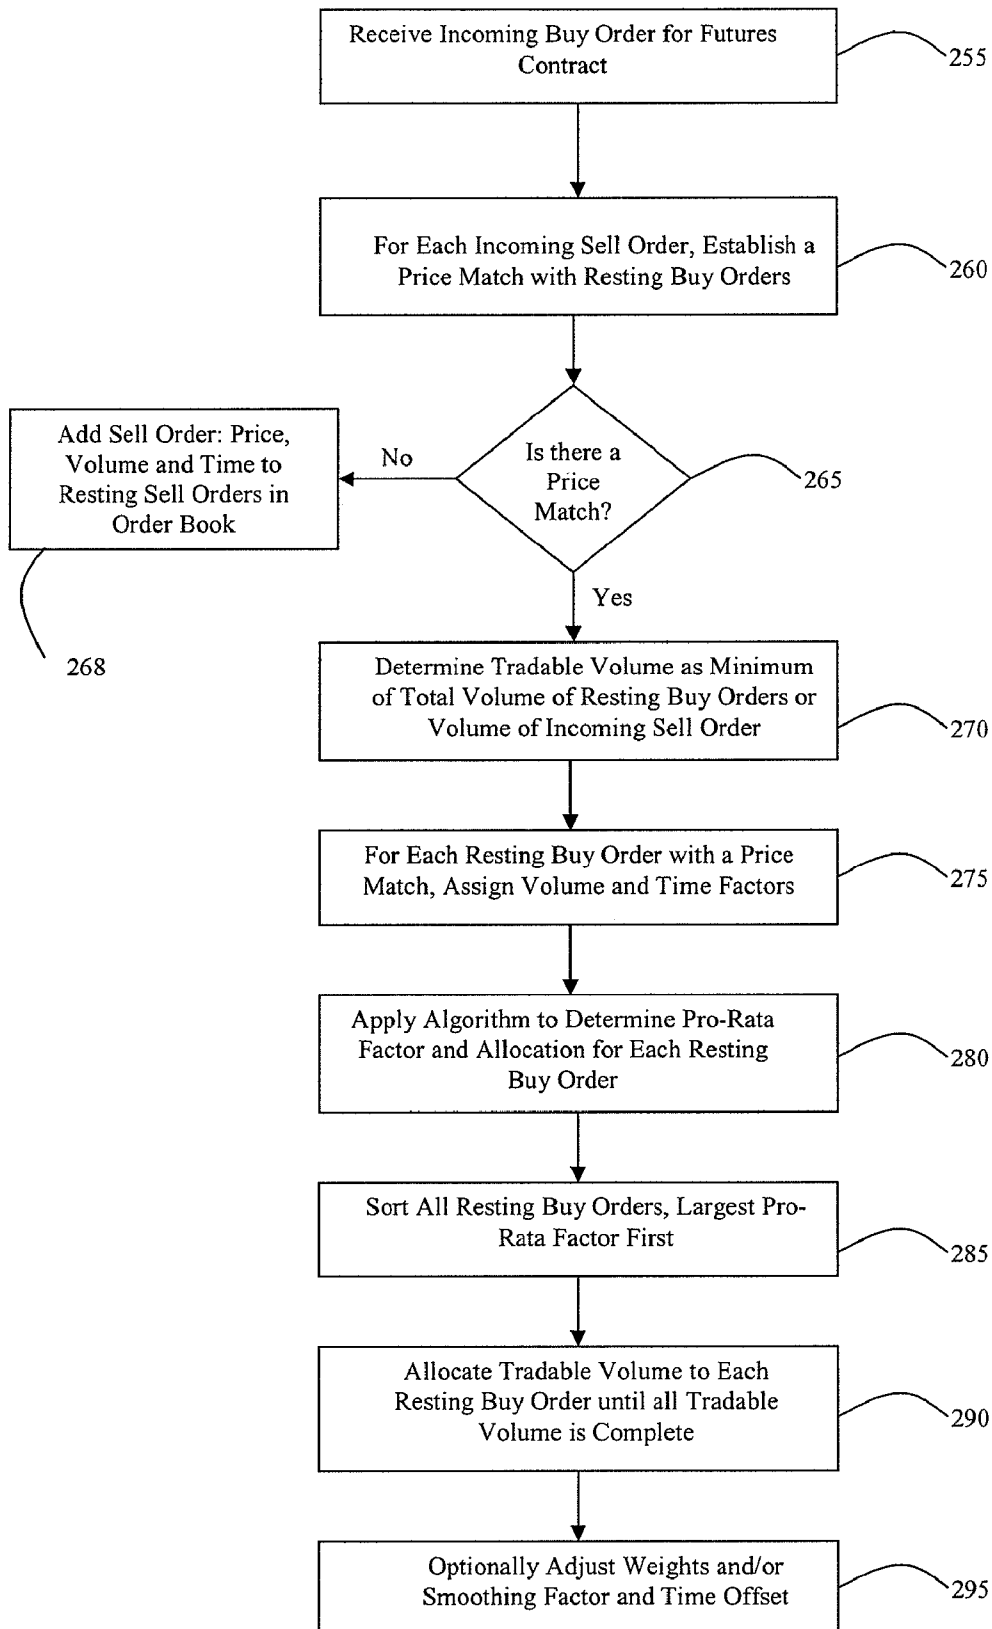 Receive Incoming Buy Order for Futures
Contract
255
For Each Incoming Sell Order, Establish a
Price Match with Resting Buy Orders
260
Is there a
Price
Match?
265
No
Add Sell Order: Price,
Volume and Time to
Resting Sell Orders in
Order Book
268
Yes
Determine Tradable Volume as Minimum
of Total Volume of Resting Buy Orders or
Volume of Incoming Sell Order
270
For Each Resting Buy Order with a Price
Match, Assign Volume and Time Factors
275
Apply Algorithm to Determine Pro-Rata
Factor and Allocation for Each Resting
Buy Order
280
Sort All Resting Buy Orders, Largest Pro-
Rata Factor First
285
Allocate Tradable Volume to Each
Resting Buy Order until all Tradable
Volume is Complete
290
Optionally Adjust Weights and/or
Smoothing Factor and Time Offset
295